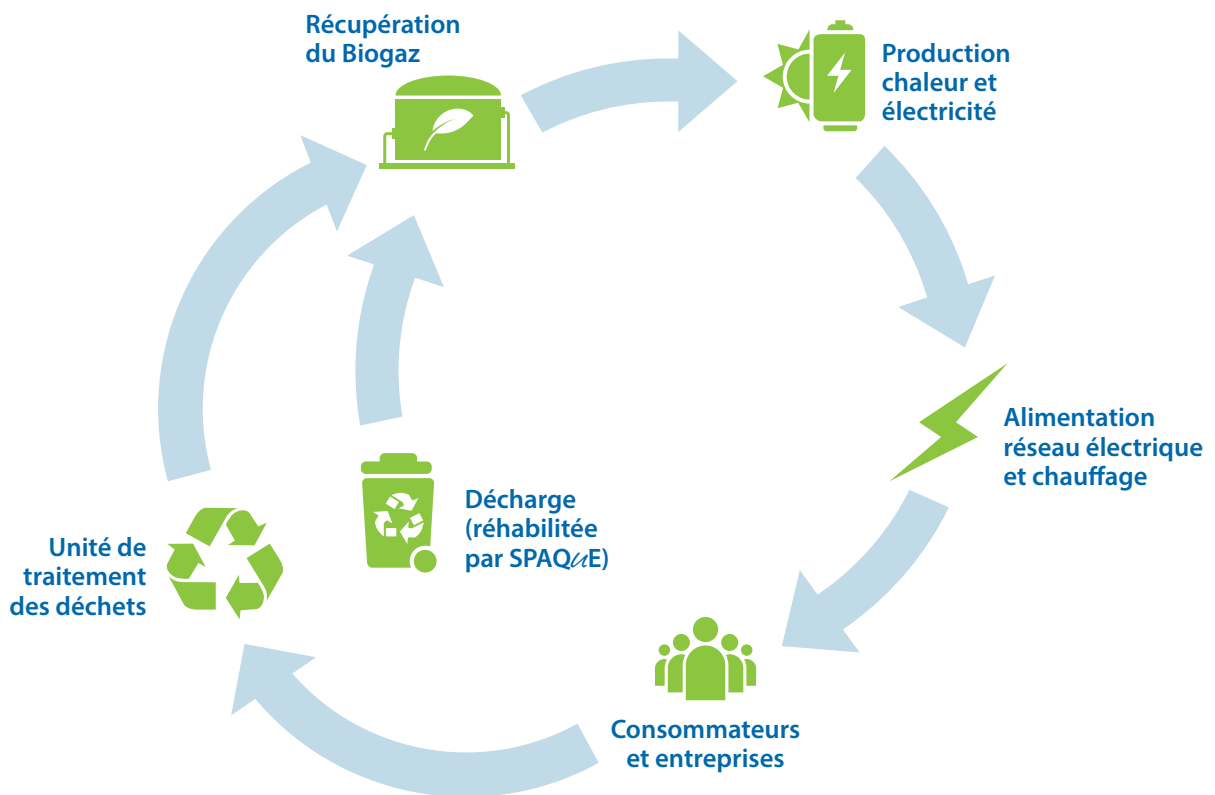 Récupération
du Biogaz
Production
chaleur et
électricité
Alimentation
réseau électrique
et chauffage
Décharge
(réhabilitée
par SPAQuE)
Unité de
traitement
des déchets
Consommateurs
et entreprises